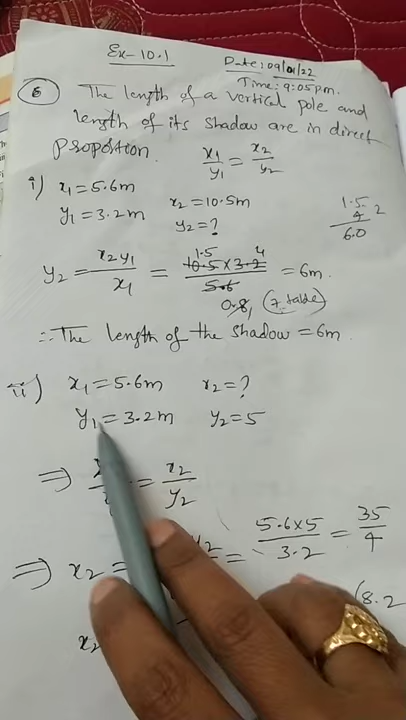 Ex-10.1
Date: 09/01/22
Time: 9:05pm.
6 The length of a vertical pole and
length of its shadow are in direct
proportion. x1/y1 = x2/y2
i) x1=5.6m x2=10.5m
y1=3.2m y2=?
1.5
4 2
6.0
y2 = x2y1/x1 = 10.5×3.2/5.6 = 6m.
1.5 4
0.8, (7 table)
∴ The length of the shadow = 6m.
ii) x1=5.6m x2=?
y1=3.2m y2=5
⇒ = x2/y2
⇒ x2= y2 = 5.6×5/3.2 = 35/4
(8.2
x2